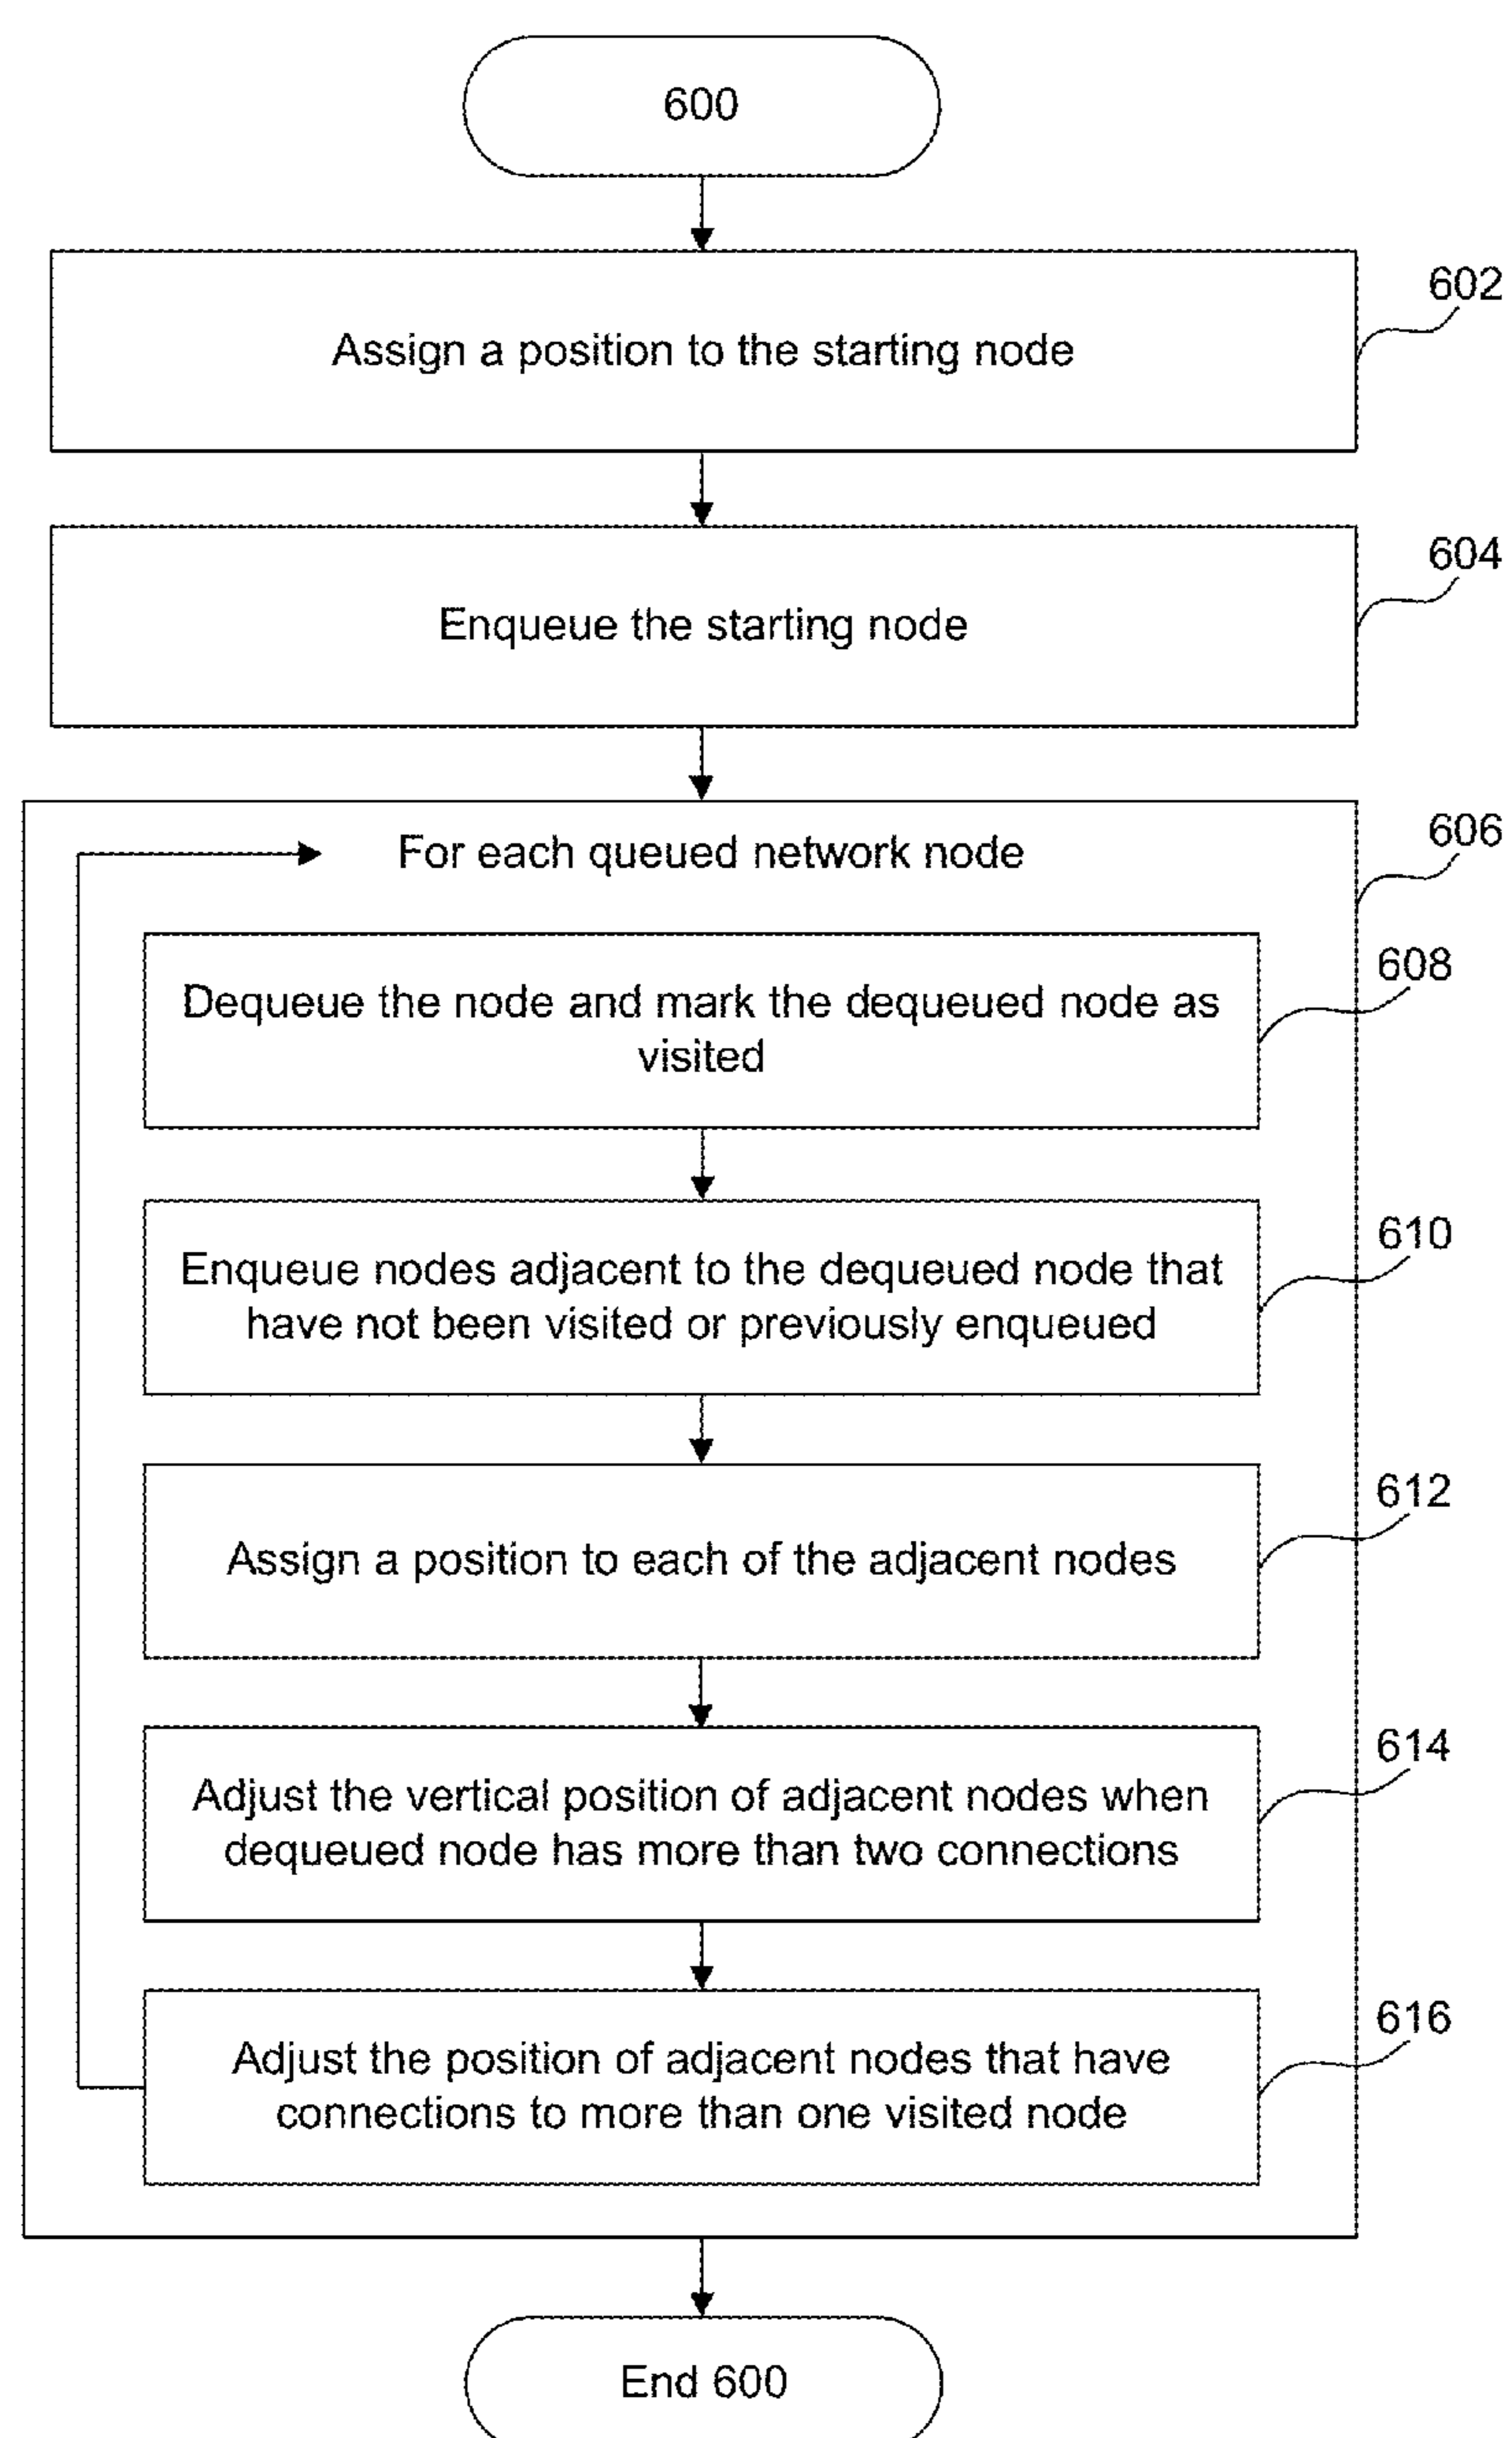 600
602
Assign a position to the starting node
604
Enqueue the starting node
606
For each queued network node
608
Dequeue the node and mark the dequeued node as
visited
610
Enqueue nodes adjacent to the dequeued node that
have not been visited or previously enqueued
612
Assign a position to each of the adjacent nodes
614
Adjust the vertical position of adjacent nodes when
dequeued node has more than two connections
616
Adjust the position of adjacent nodes that have
connections to more than one visited node
End 600